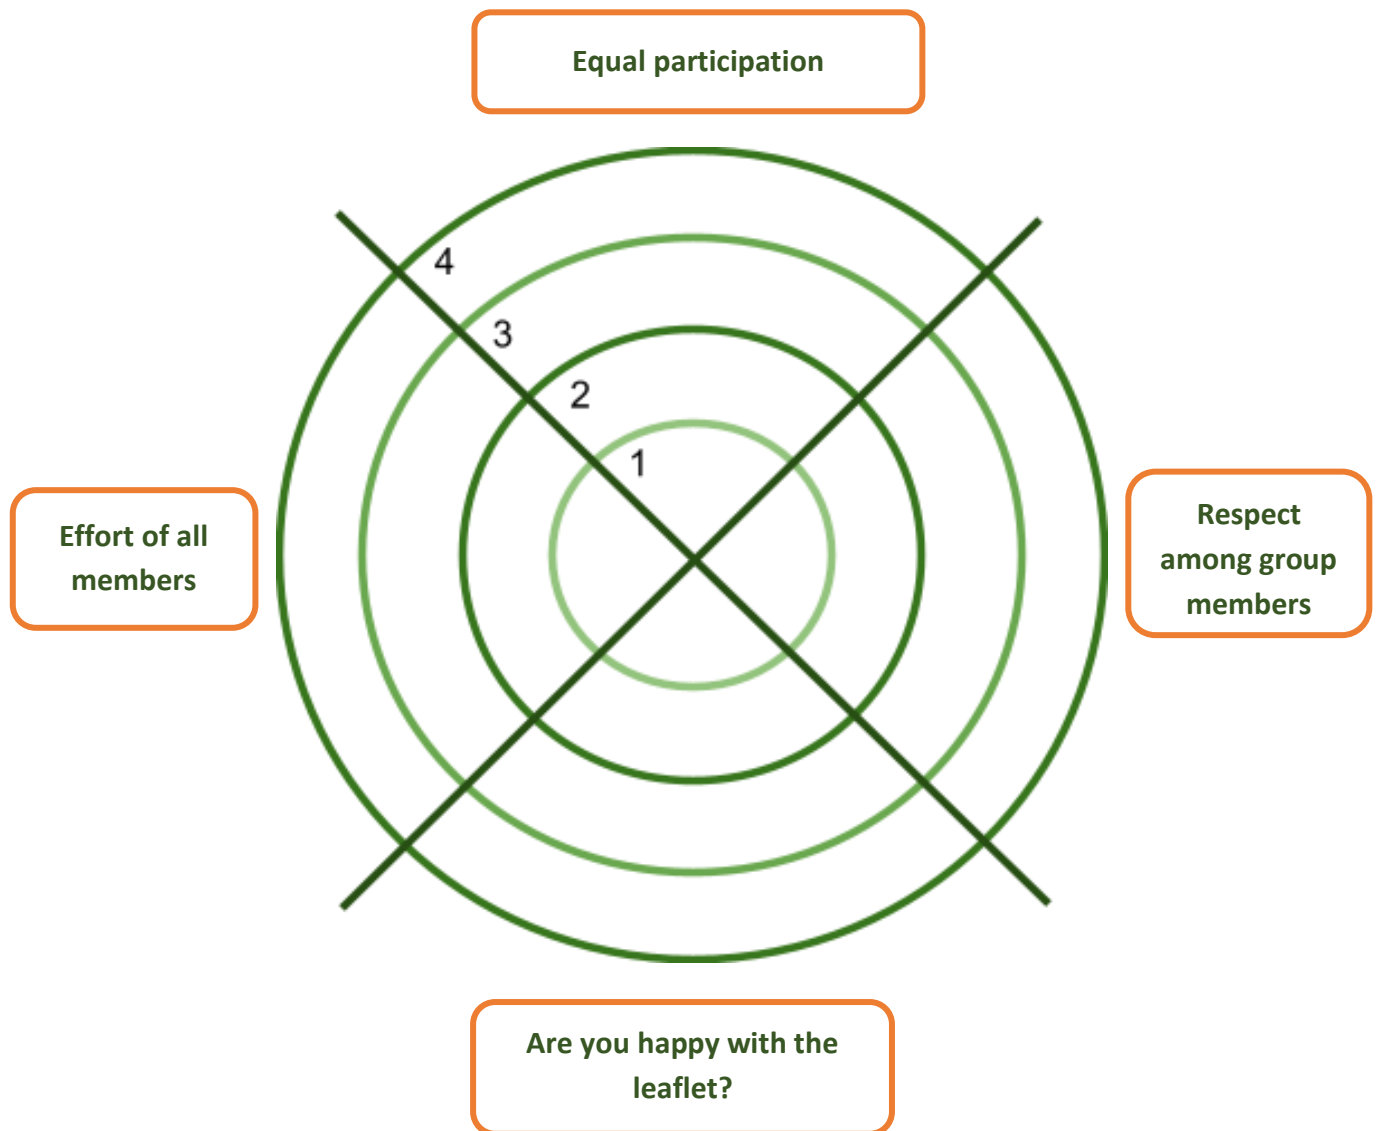 Equal participation
4
3
2
1
Effort of all
members
Respect
among group
members
Are you happy with the
leaflet?